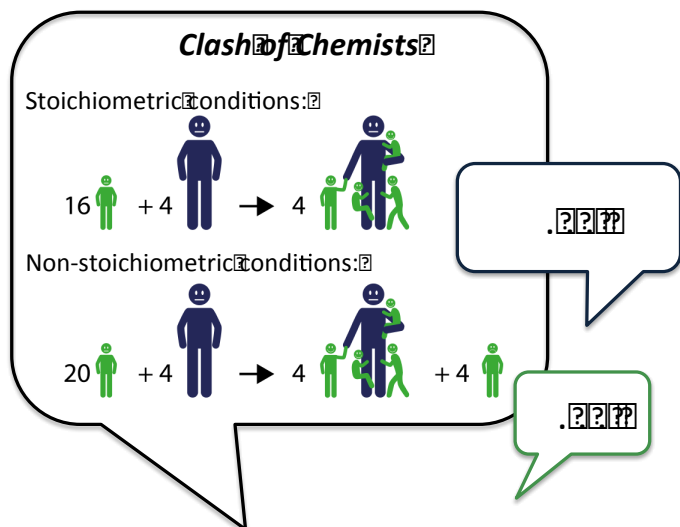 Clash of Chemists
Stoichiometric conditions:
16 + 4 → 4
Non-stoichiometric conditions:
20 + 4 → 4 + 4